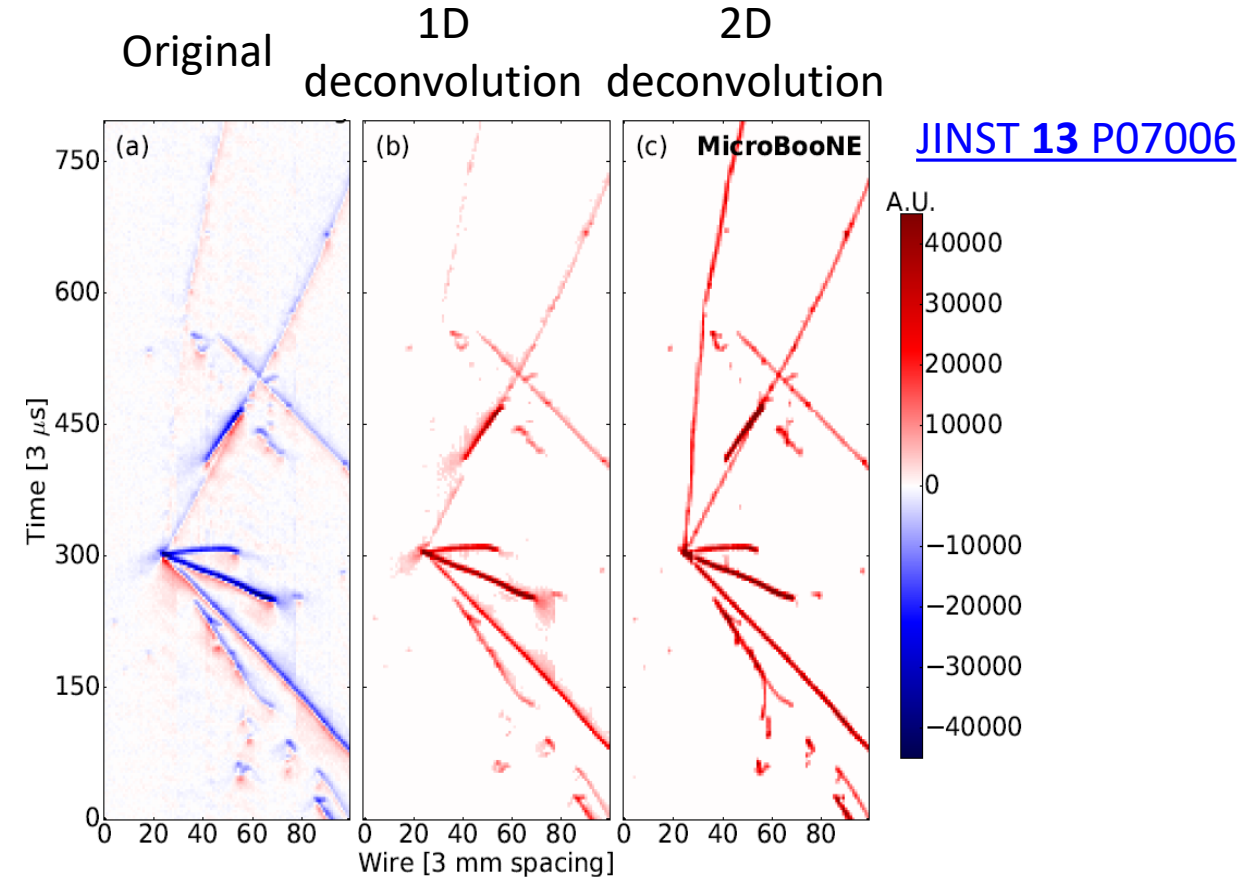 Original
1D
deconvolution
2D
deconvolution
JINST 13 P07006
(a)
(b)
(c) MicroBooNE
A.U.
Time [3 μs]
750
600
450
300
150
0
0 20 40 60 80
0 20 40 60 80
0 20 40 60 80
Wire [3 mm spacing]
40000
30000
20000
10000
0
−10000
−20000
−30000
−40000